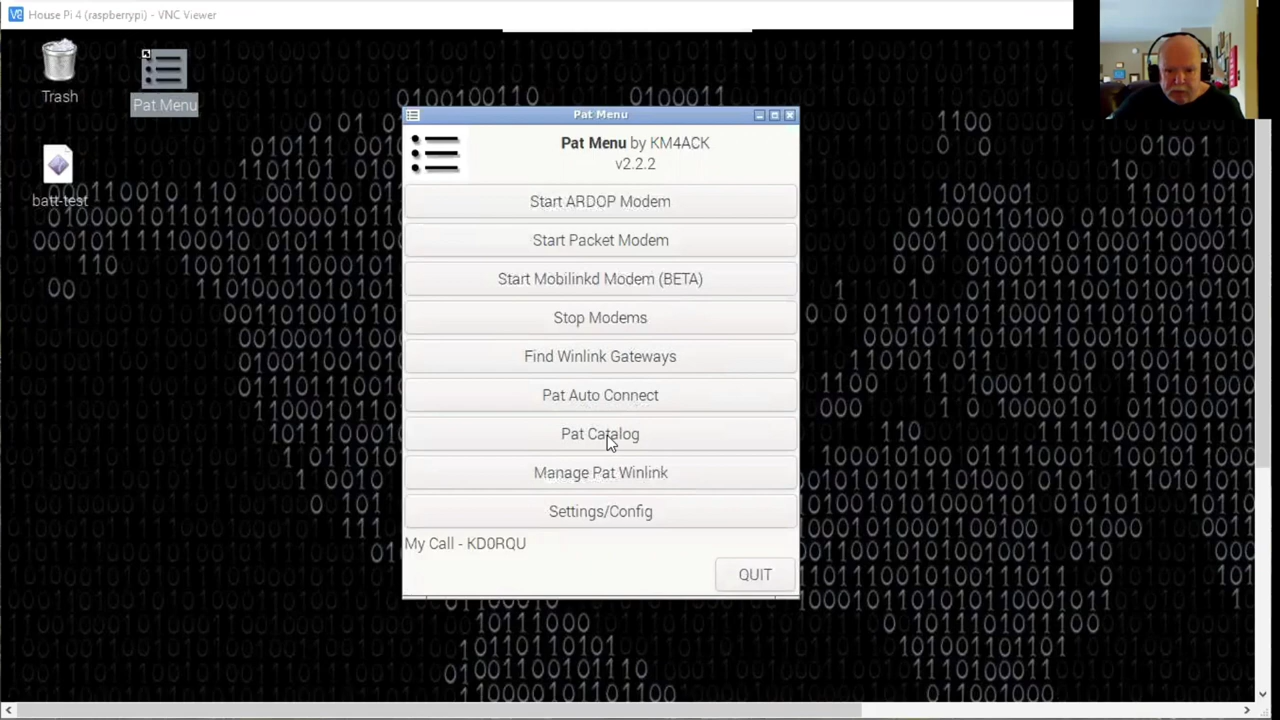 House Pi 4 (raspberrypi) - VNC Viewer
Trash
Pat Menu
batt-test
Pat Menu
Pat Menu by KM4ACK
v2.2.2
Start ARDOP Modem
Start Packet Modem
Start Mobilinkd Modem (BETA)
Stop Modems
Find Winlink Gateways
Pat Auto Connect
Pat Catalog
Manage Pat Winlink
Settings/Config
My Call - KD0RQU
QUIT